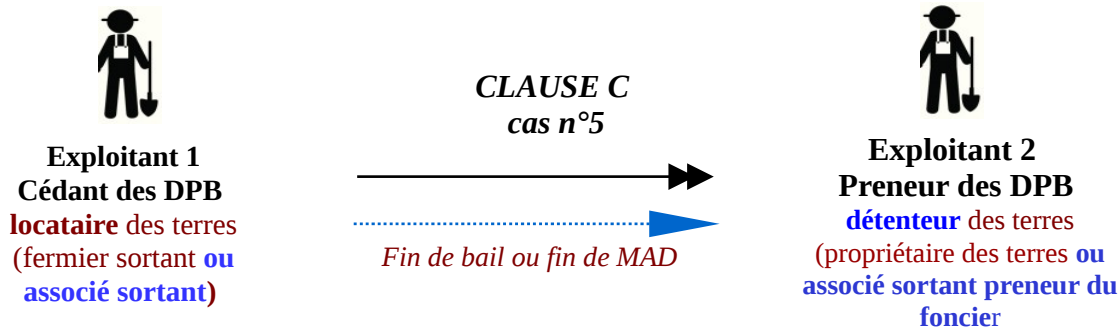 Exploitant 1
Cédant des DPB
locataire des terres
(fermier sortant ou
associé sortant)
CLAUSE C
cas n°5
Fin de bail ou fin de MAD
Exploitant 2
Preneur des DPB
détenteur des terres
(propriétaire des terres ou
associé sortant preneur du
foncier